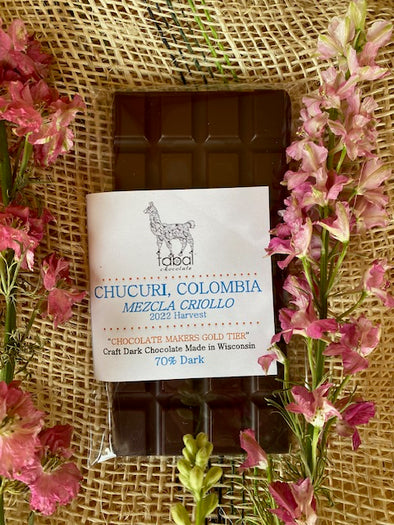 tabal
chocolate
CHUCURI, COLOMBIA
MEZCLA CRIOLLO
2022 Harvest
"CHOCOLATE MAKERS GOLD TIER"
Craft Dark Chocolate Made in Wisconsin
70% Dark